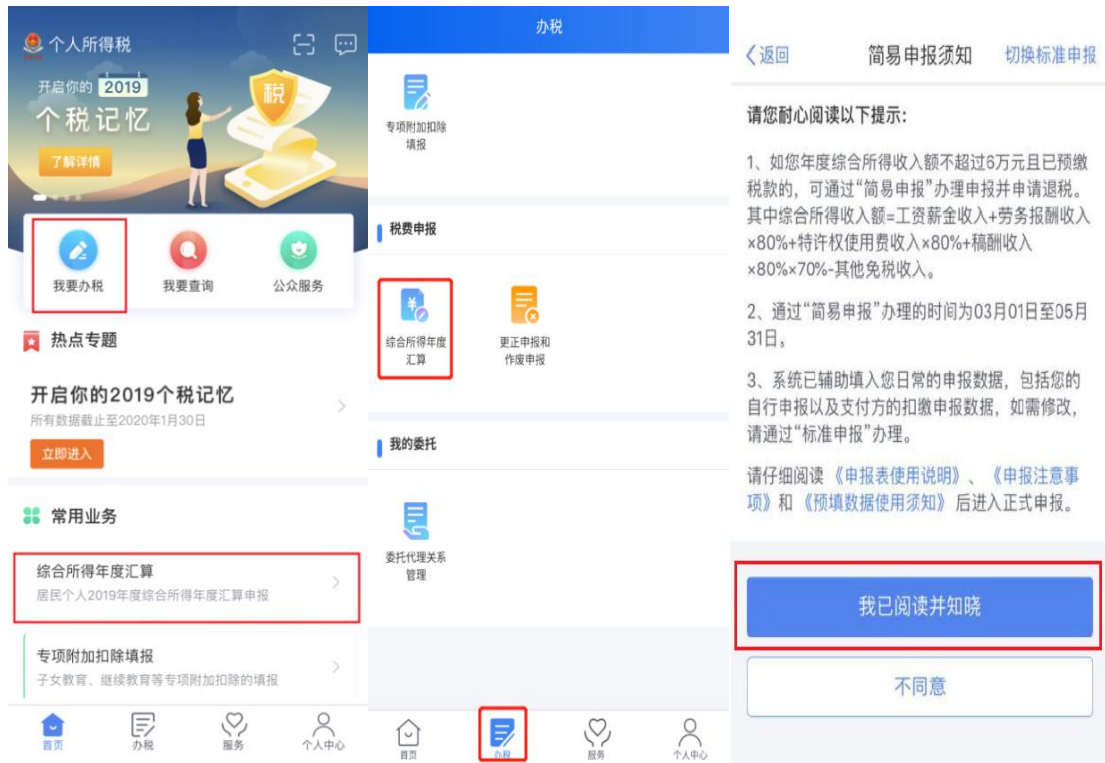 个人所得税
开启你的 2019
个税记忆
税
了解详情
我要办税
我要查询
公众服务
热点专题
开启你的2019个税记忆
所有数据截止至2020年1月30日
立即进入
常用业务
综合所得年度汇算
居民个人2019年度综合所得年度汇算申报
专项附加扣除填报
子女教育、继续教育等专项附加扣除的填报
首页
办税
服务
个人中心
办税
专项附加扣除
填报
税费申报
综合所得年度
汇算
更正申报和
作废申报
我的委托
委托代理关系
管理
首页
办税
服务
个人中心
返回
简易申报须知
切换标准申报
请您耐心阅读以下提示：
1、如您年度综合所得收入额不超过6万元且已预缴
税款的，可通过“简易申报”办理申报并申请退税。
其中综合所得收入额=工资薪金收入+劳务报酬收入
×80%+特许权使用费收入×80%+稿酬收入
×80%×70%-其他免税收入。
2、通过“简易申报”办理的时间为03月01日至05月
31日。
3、系统已辅助填入您日常的申报数据，包括您的
自行申报以及支付方的扣缴申报数据，如需修改，
请通过“标准申报”办理。
请仔细阅读《申报表使用说明》、《申报注意事
项》和《预填数据使用须知》后进入正式申报。
我已阅读并知晓
不同意